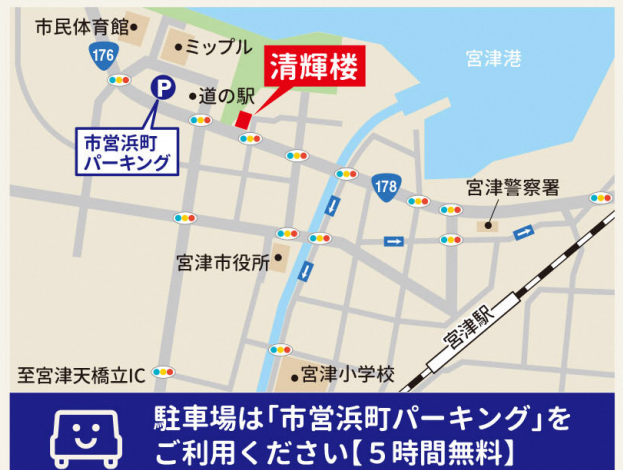 市民体育館
176
ミップル
清輝楼
宮津港
P
道の駅
市営浜町
パーキング
178
宮津警察署
宮津市役所
宮津駅
至宮津天橋立IC
宮津小学校
駐車場は「市営浜町パーキング」を
ご利用ください【５時間無料】